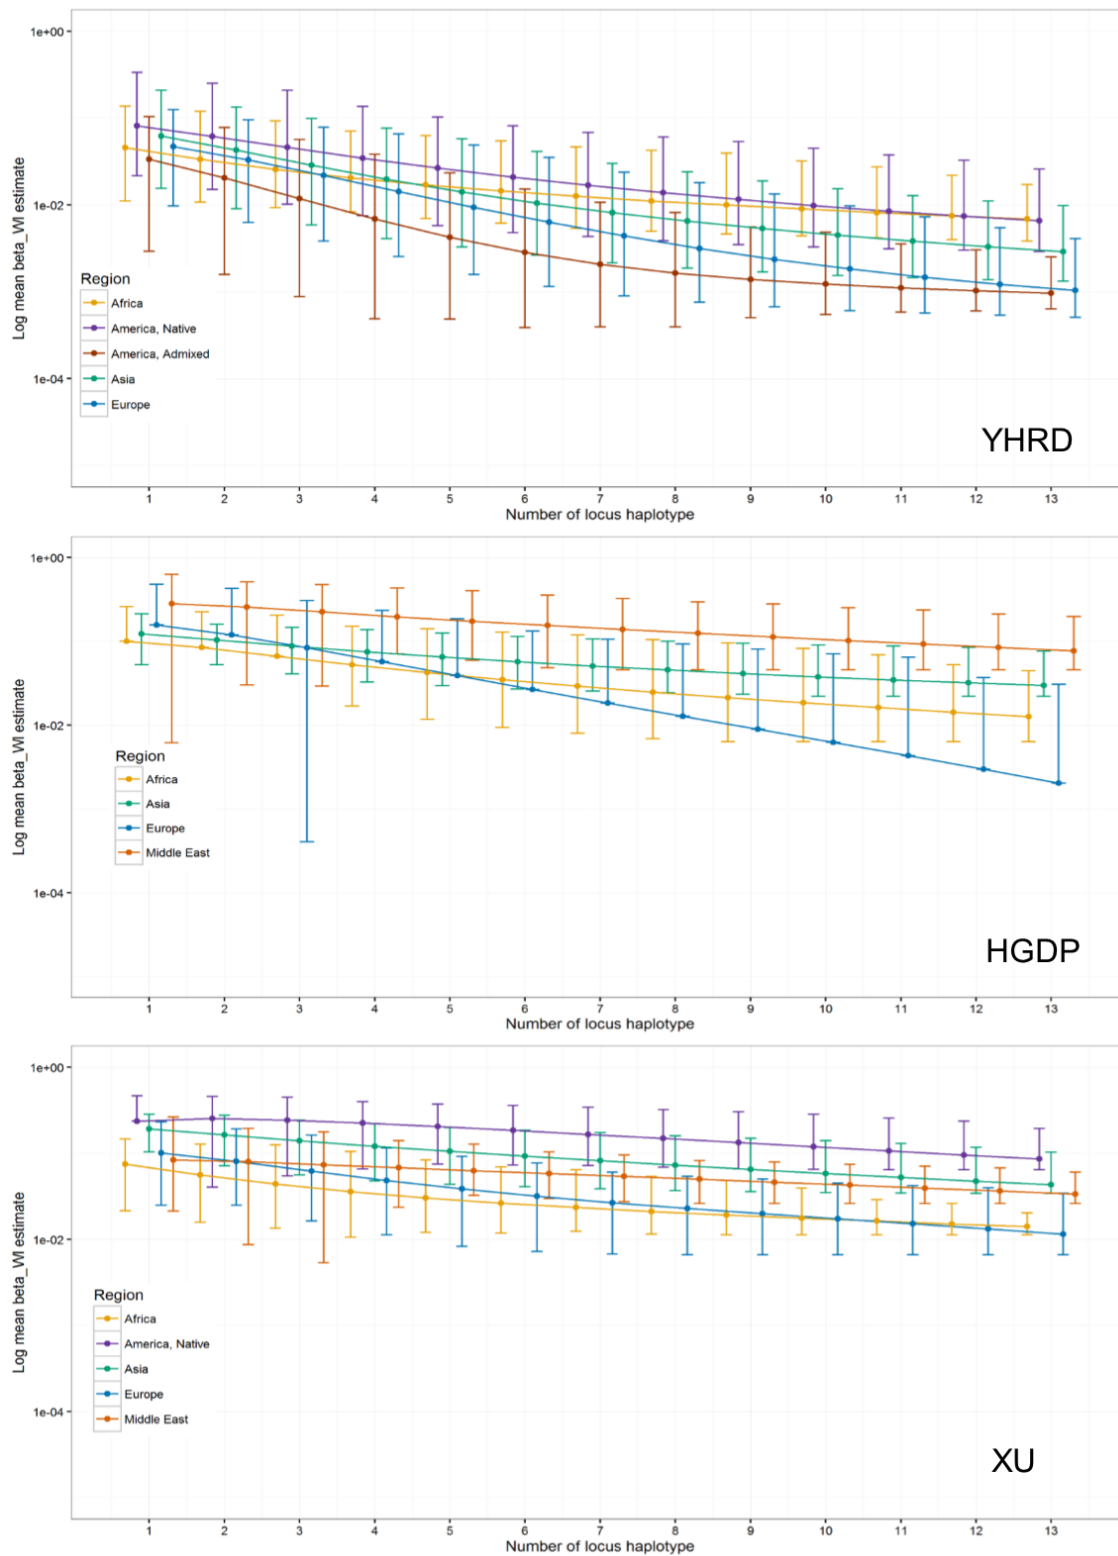 1e+00
1e-02
1e-04
Log mean beta_WI estimate
Region
Africa
America, Native
America, Admixed
Asia
Europe
YHRD
1 2 3 4 5 6 7 8 9 10 11 12 13
Number of locus haplotype
1e+00
1e-02
1e-04
Log mean beta_WI estimate
Region
Africa
Asia
Europe
Middle East
HGDP
1 2 3 4 5 6 7 8 9 10 11 12 13
Number of locus haplotype
1e+00
1e-02
1e-04
Log mean beta_WI estimate
Region
Africa
America, Native
Asia
Europe
Middle East
XU
1 2 3 4 5 6 7 8 9 10 11 12 13
Number of locus haplotype